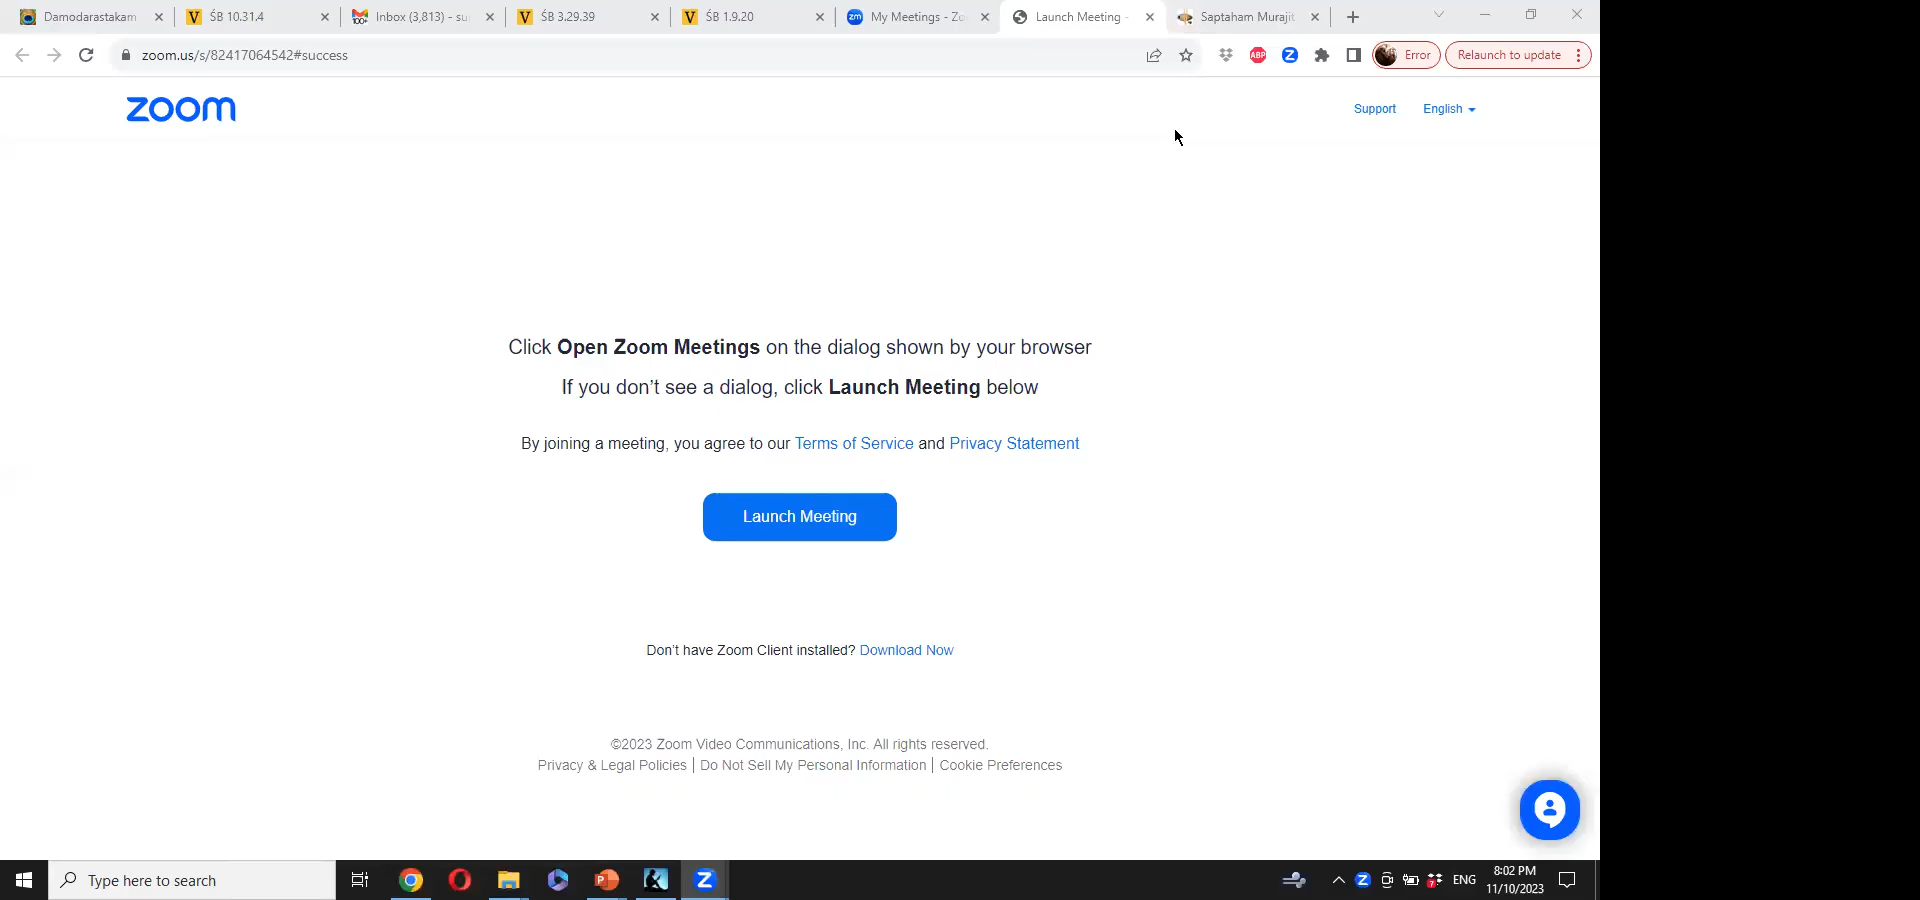 Damodarastakam
ŚB 10.31.4
Inbox (3,813) - su
ŚB 3.29.39
ŚB 1.9.20
My Meetings - Zo
Launch Meeting -
Saptaham Murajit
zoom.us/s/82417064542#success
ABP
Error
Relaunch to update
zoom
Support
English
Click Open Zoom Meetings on the dialog shown by your browser
If you don’t see a dialog, click Launch Meeting below
By joining a meeting, you agree to our Terms of Service and Privacy Statement
Launch Meeting
Don’t have Zoom Client installed? Download Now
©2023 Zoom Video Communications, Inc. All rights reserved.
Privacy & Legal Policies | Do Not Sell My Personal Information | Cookie Preferences
Type here to search
ENG
8:02 PM
11/10/2023